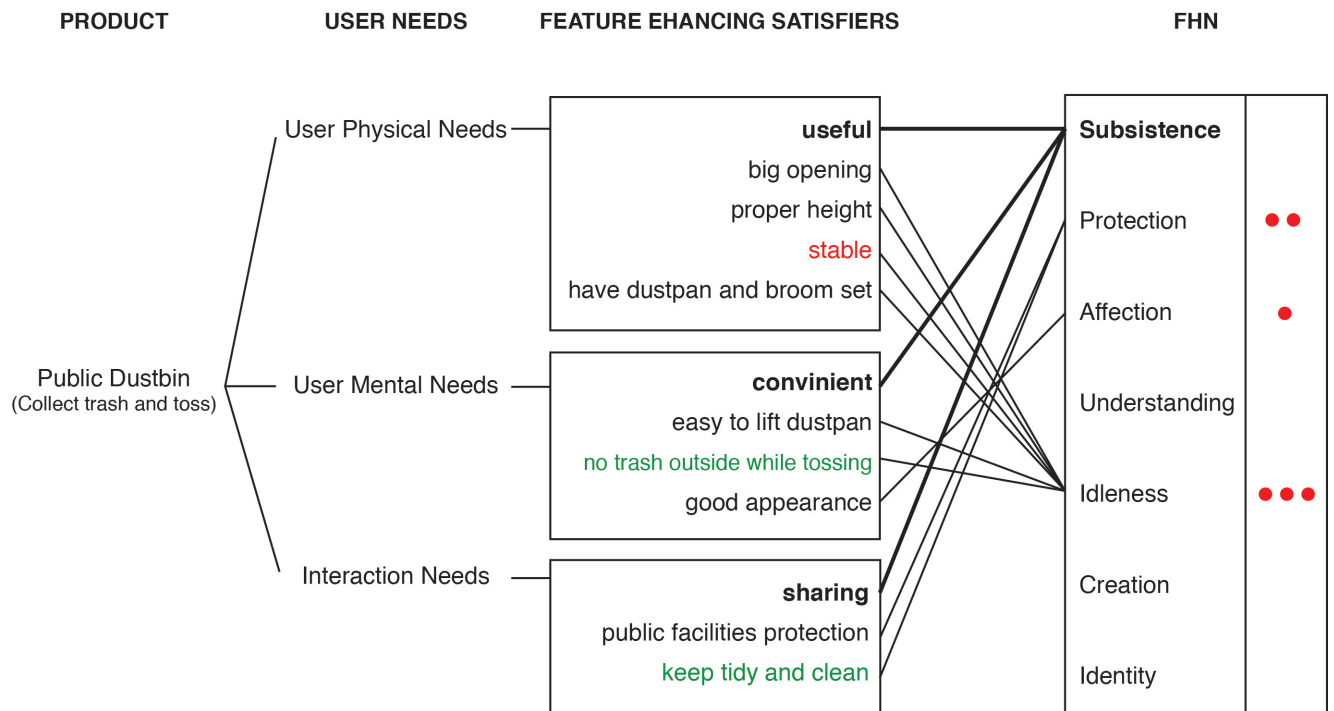 PRODUCT
USER NEEDS
FEATURE EHANCING SATISFIERS
FHN
Public Dustbin
(Collect trash and toss)
User Physical Needs
User Mental Needs
Interaction Needs
useful
big opening
proper height
stable
have dustpan and broom set
convinient
easy to lift dustpan
no trash outside while tossing
good appearance
sharing
public facilities protection
keep tidy and clean
Subsistence
Protection
Affection
Understanding
Idleness
Creation
Identity